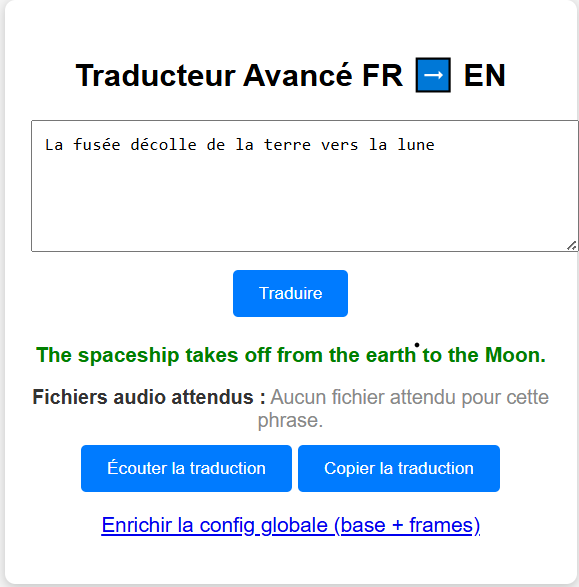 Traducteur Avancé FR ➡️ EN
La fusée décolle de la terre vers la lune
Traduire
The spaceship takes off from the earth to the Moon.
Fichiers audio attendus : Aucun fichier attendu pour cette
phrase.
Écouter la traduction Copier la traduction
Enrichir la config globale (base + frames)